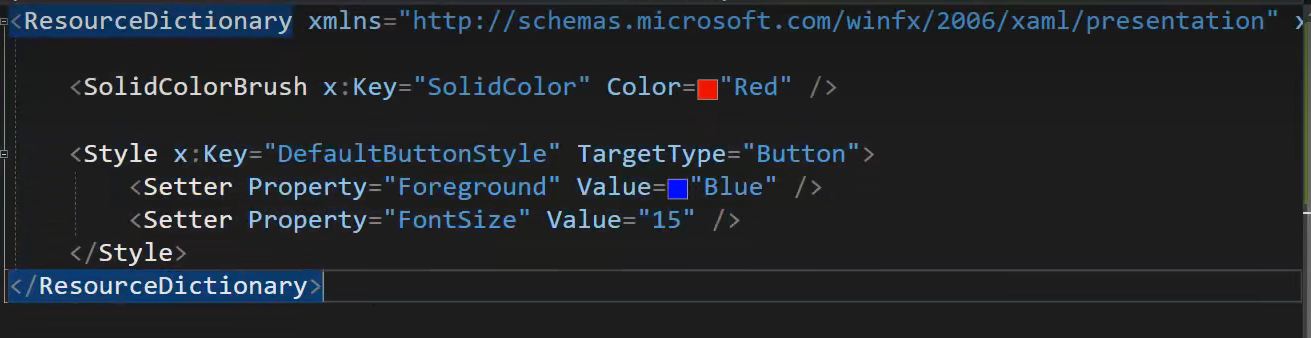 <ResourceDictionary xmlns="http://schemas.microsoft.com/winfx/2006/xaml/presentation" x
<SolidColorBrush x:Key="SolidColor" Color="Red" />
<Style x:Key="DefaultButtonStyle" TargetType="Button">
<Setter Property="Foreground" Value="Blue" />
<Setter Property="FontSize" Value="15" />
</Style>
</ResourceDictionary>